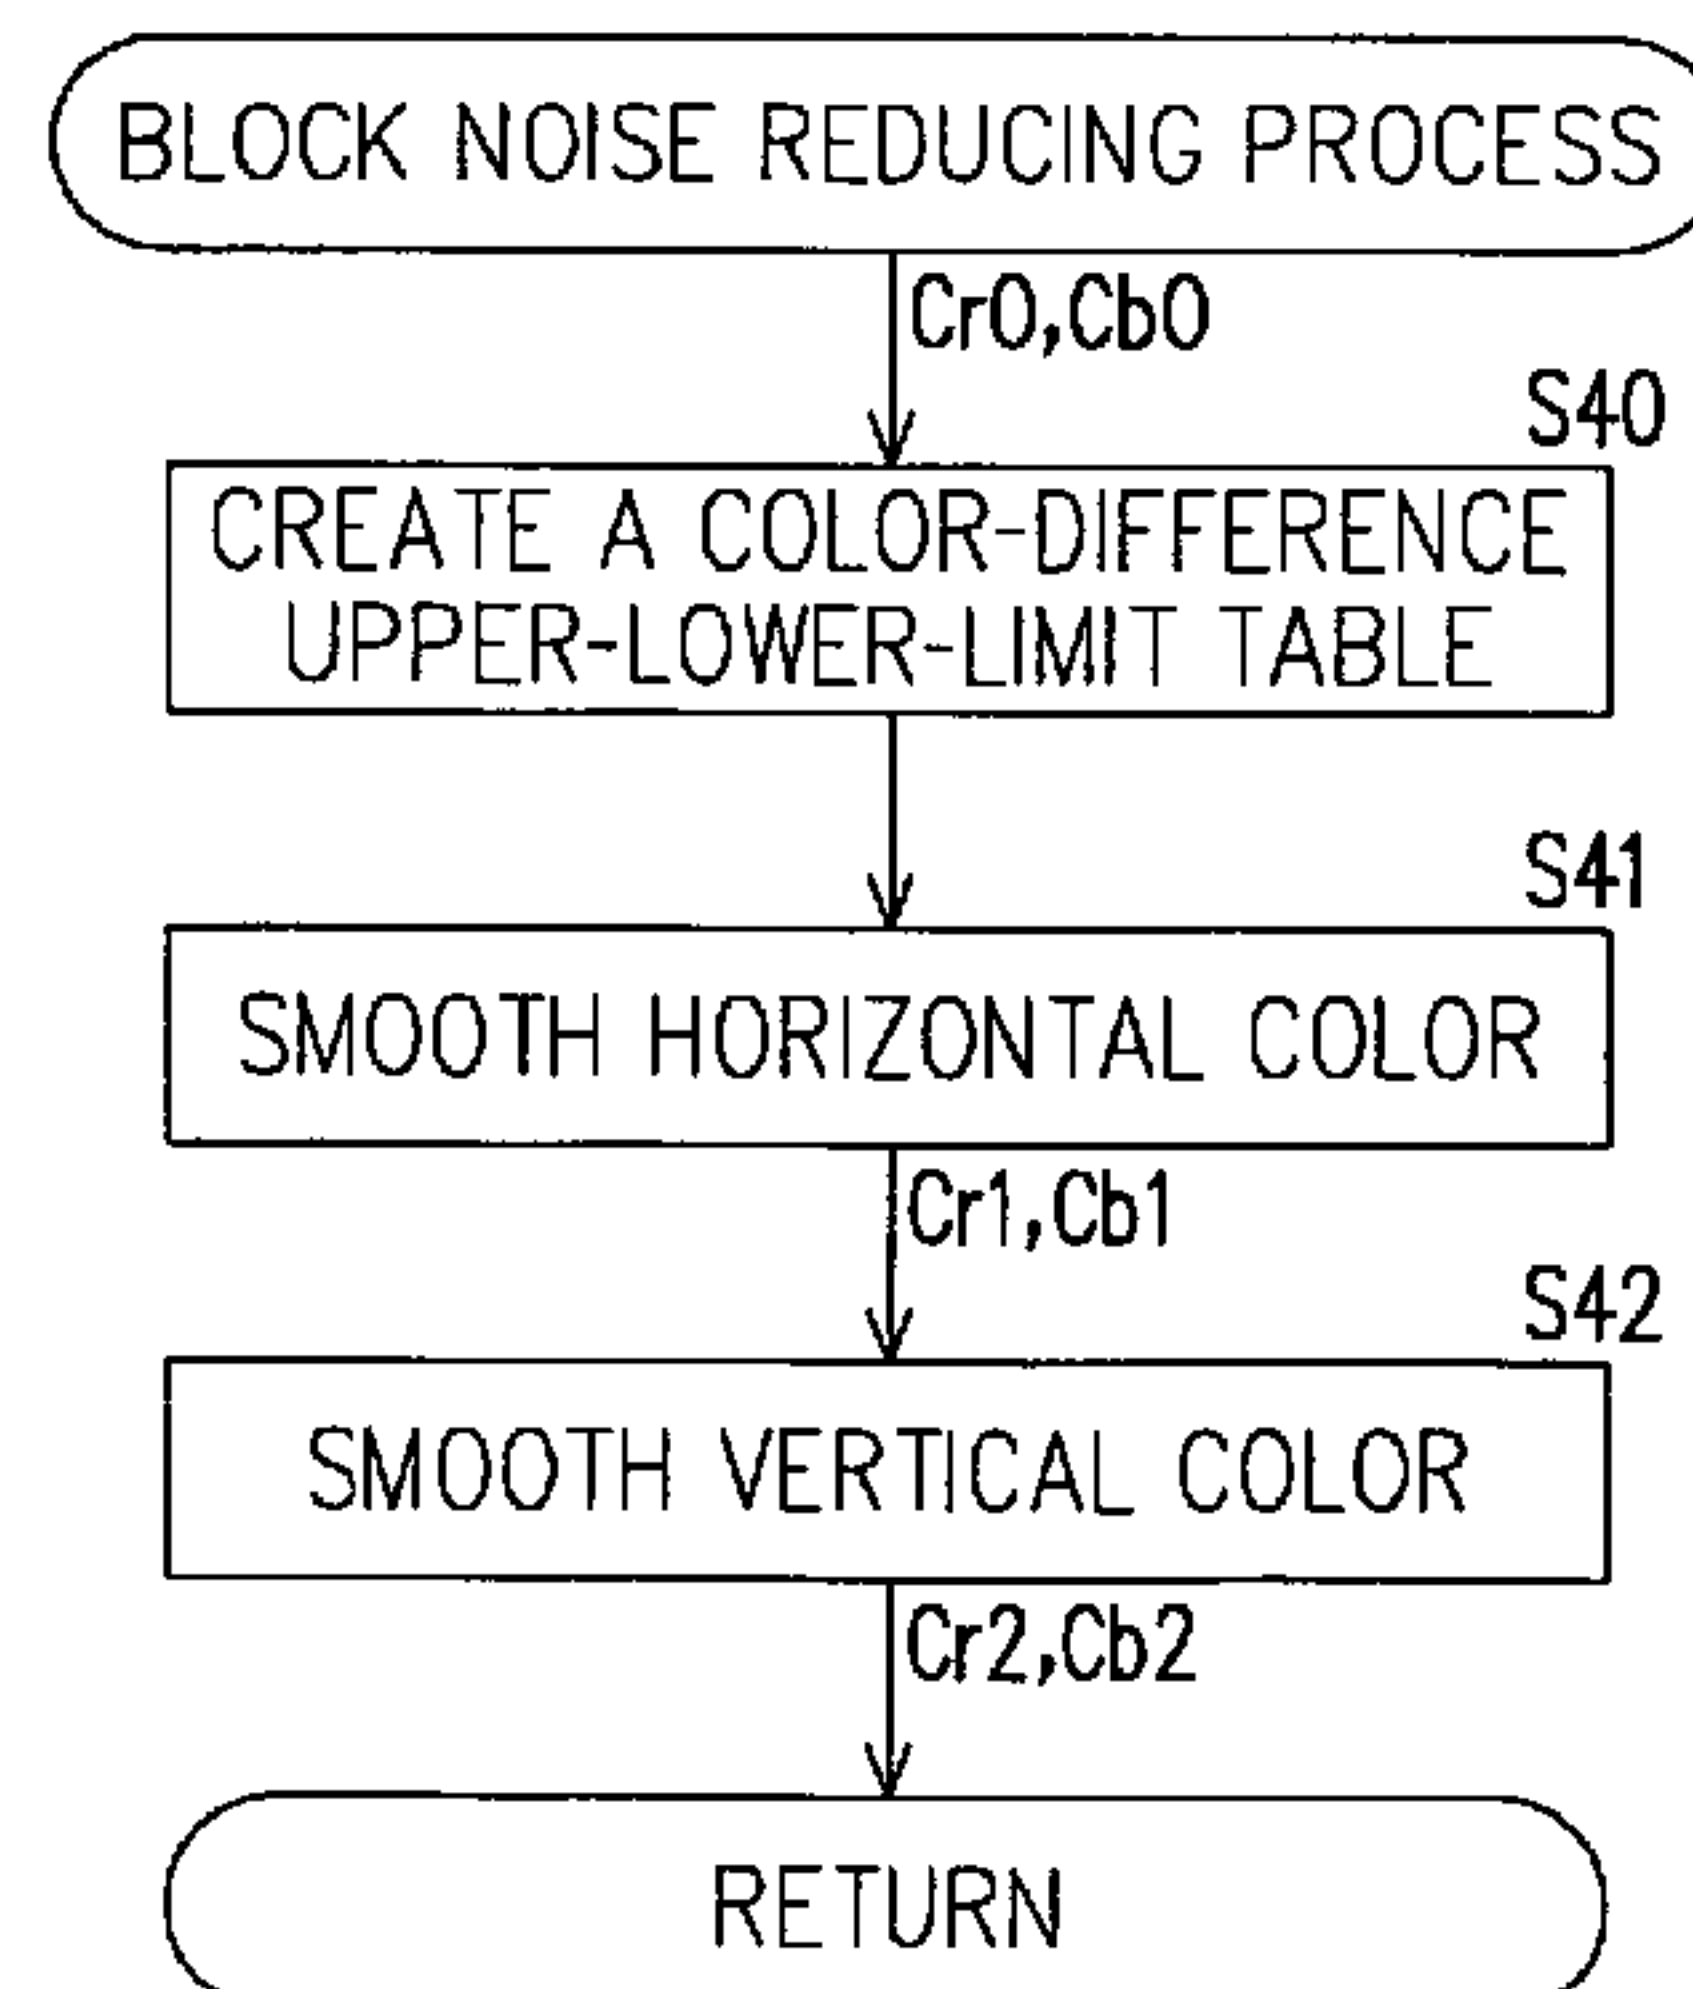 BLOCK NOISE REDUCING PROCESS
Cr0,Cb0
S40
CREATE A COLOR-DIFFERENCE
UPPER-LOWER-LIMIT TABLE
S41
SMOOTH HORIZONTAL COLOR
Cr1,Cb1
S42
SMOOTH VERTICAL COLOR
Cr2,Cb2
RETURN